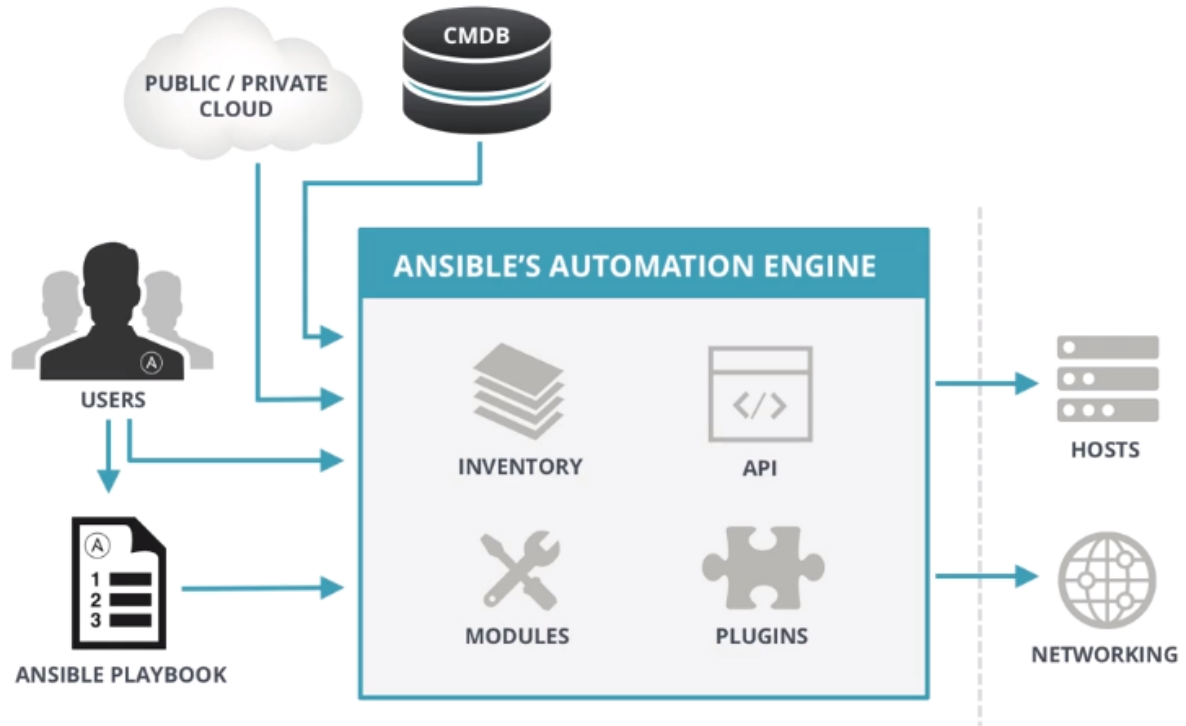 PUBLIC / PRIVATE
CLOUD
CMDB
ANSIBLE’S AUTOMATION ENGINE
A
USERS
INVENTORY
</>
API
HOSTS
A
1
2
3
ANSIBLE PLAYBOOK
MODULES
PLUGINS
NETWORKING